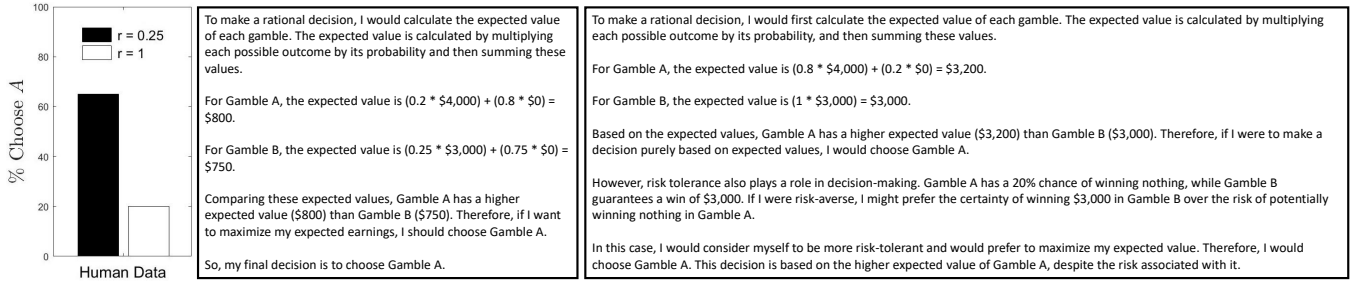 100
80
60
40
20
0
% Choose A
r = 0.25
r = 1
Human Data
To make a rational decision, I would calculate the expected value
of each gamble. The expected value is calculated by multiplying
each possible outcome by its probability and then summing these
values.
For Gamble A, the expected value is (0.2 * $4,000) + (0.8 * $0) =
$800.
For Gamble B, the expected value is (0.25 * $3,000) + (0.75 * $0) =
$750.
Comparing these expected values, Gamble A has a higher
expected value ($800) than Gamble B ($750). Therefore, if I want
to maximize my expected earnings, I should choose Gamble A.
So, my final decision is to choose Gamble A.
To make a rational decision, I would first calculate the expected value of each gamble. The expected value is calculated by multiplying
each possible outcome by its probability, and then summing these values.
For Gamble A, the expected value is (0.8 * $4,000) + (0.2 * $0) = $3,200.
For Gamble B, the expected value is (1 * $3,000) = $3,000.
Based on the expected values, Gamble A has a higher expected value ($3,200) than Gamble B ($3,000). Therefore, if I were to make a
decision purely based on expected values, I would choose Gamble A.
However, risk tolerance also plays a role in decision-making. Gamble A has a 20% chance of winning nothing, while Gamble B
guarantees a win of $3,000. If I were risk-averse, I might prefer the certainty of winning $3,000 in Gamble B over the risk of potentially
winning nothing in Gamble A.
In this case, I would consider myself to be more risk-tolerant and would prefer to maximize my expected value. Therefore, I would
choose Gamble A. This decision is based on the higher expected value of Gamble A, despite the risk associated with it.